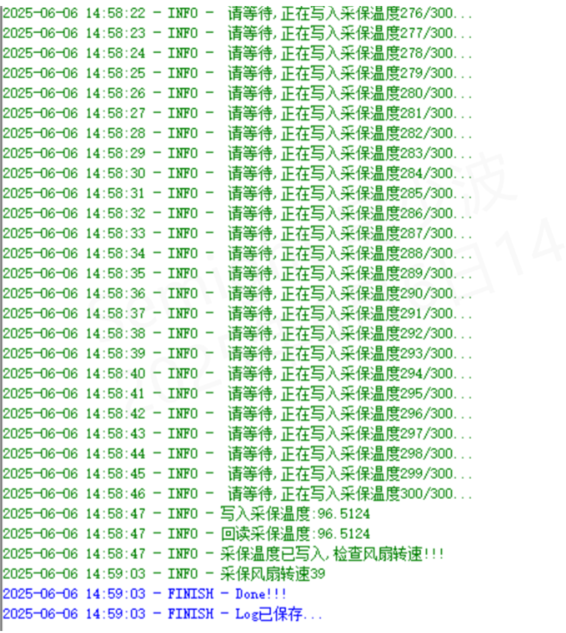 2025-06-06 14:58:22 - INFO -  请等待,正在写入采保温度276/300...
2025-06-06 14:58:23 - INFO -  请等待,正在写入采保温度277/300...
2025-06-06 14:58:24 - INFO -  请等待,正在写入采保温度278/300...
2025-06-06 14:58:25 - INFO -  请等待,正在写入采保温度279/300...
2025-06-06 14:58:26 - INFO -  请等待,正在写入采保温度280/300...
2025-06-06 14:58:27 - INFO -  请等待,正在写入采保温度281/300...
2025-06-06 14:58:28 - INFO -  请等待,正在写入采保温度282/300...
2025-06-06 14:58:29 - INFO -  请等待,正在写入采保温度283/300...
2025-06-06 14:58:30 - INFO -  请等待,正在写入采保温度284/300...
2025-06-06 14:58:31 - INFO -  请等待,正在写入采保温度285/300...
2025-06-06 14:58:32 - INFO -  请等待,正在写入采保温度286/300...
2025-06-06 14:58:33 - INFO -  请等待,正在写入采保温度287/300...
2025-06-06 14:58:34 - INFO -  请等待,正在写入采保温度288/300...
2025-06-06 14:58:35 - INFO -  请等待,正在写入采保温度289/300...
2025-06-06 14:58:36 - INFO -  请等待,正在写入采保温度290/300...
2025-06-06 14:58:37 - INFO -  请等待,正在写入采保温度291/300...
2025-06-06 14:58:38 - INFO -  请等待,正在写入采保温度292/300...
2025-06-06 14:58:39 - INFO -  请等待,正在写入采保温度293/300...
2025-06-06 14:58:40 - INFO -  请等待,正在写入采保温度294/300...
2025-06-06 14:58:41 - INFO -  请等待,正在写入采保温度295/300...
2025-06-06 14:58:42 - INFO -  请等待,正在写入采保温度296/300...
2025-06-06 14:58:43 - INFO -  请等待,正在写入采保温度297/300...
2025-06-06 14:58:44 - INFO -  请等待,正在写入采保温度298/300...
2025-06-06 14:58:45 - INFO -  请等待,正在写入采保温度299/300...
2025-06-06 14:58:46 - INFO -  请等待,正在写入采保温度300/300...
2025-06-06 14:58:47 - INFO - 写入采保温度:96.5124
2025-06-06 14:58:47 - INFO - 回读采保温度:96.5124
2025-06-06 14:58:47 - INFO - 采保温度已写入,检查风扇转速!!!
2025-06-06 14:59:03 - INFO - 采保风扇转速39
2025-06-06 14:59:03 - FINISH - Done!!!
2025-06-06 14:59:03 - FINISH - Log已保存...